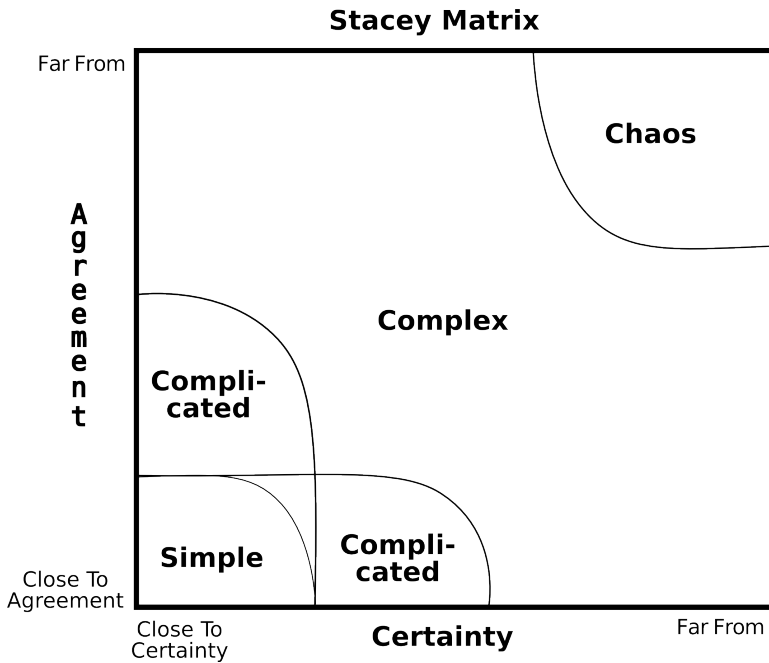 Stacey Matrix
Far From
Chaos
Agreement
Complex
Compli-
cated
Simple
Compli-
cated
Close To
Agreement
Close To
Certainty
Certainty
Far From